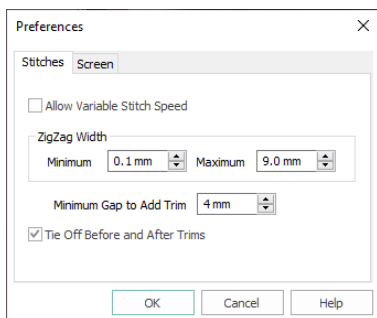 Preferences
Stitches Screen
Allow Variable Stitch Speed
ZigZag Width
Minimum 0.1 mm Maximum 9.0 mm
Minimum Gap to Add Trim 4 mm
Tie Off Before and After Trims
OK Cancel Help